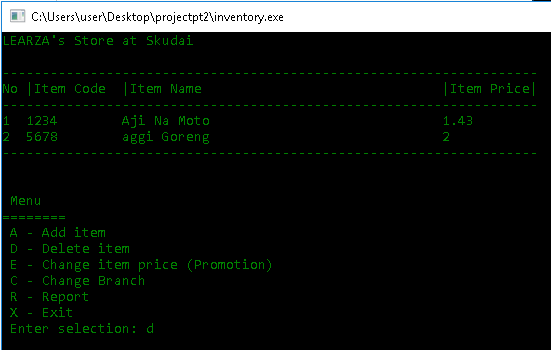 C:\Users\user\Desktop\projectpt2\inventory.exe
LEARZA's Store at Skudai
-------------------------------------------------------------------
No |Item Code  |Item Name                              |Item Price|
-------------------------------------------------------------------
1  1234        Aji Na Moto                             1.43
2  5678        aggi Goreng                             2
-------------------------------------------------------------------
Menu
========
A - Add item
D - Delete item
E - Change item price (Promotion)
C - Change Branch
R - Report
X - Exit
Enter selection: d